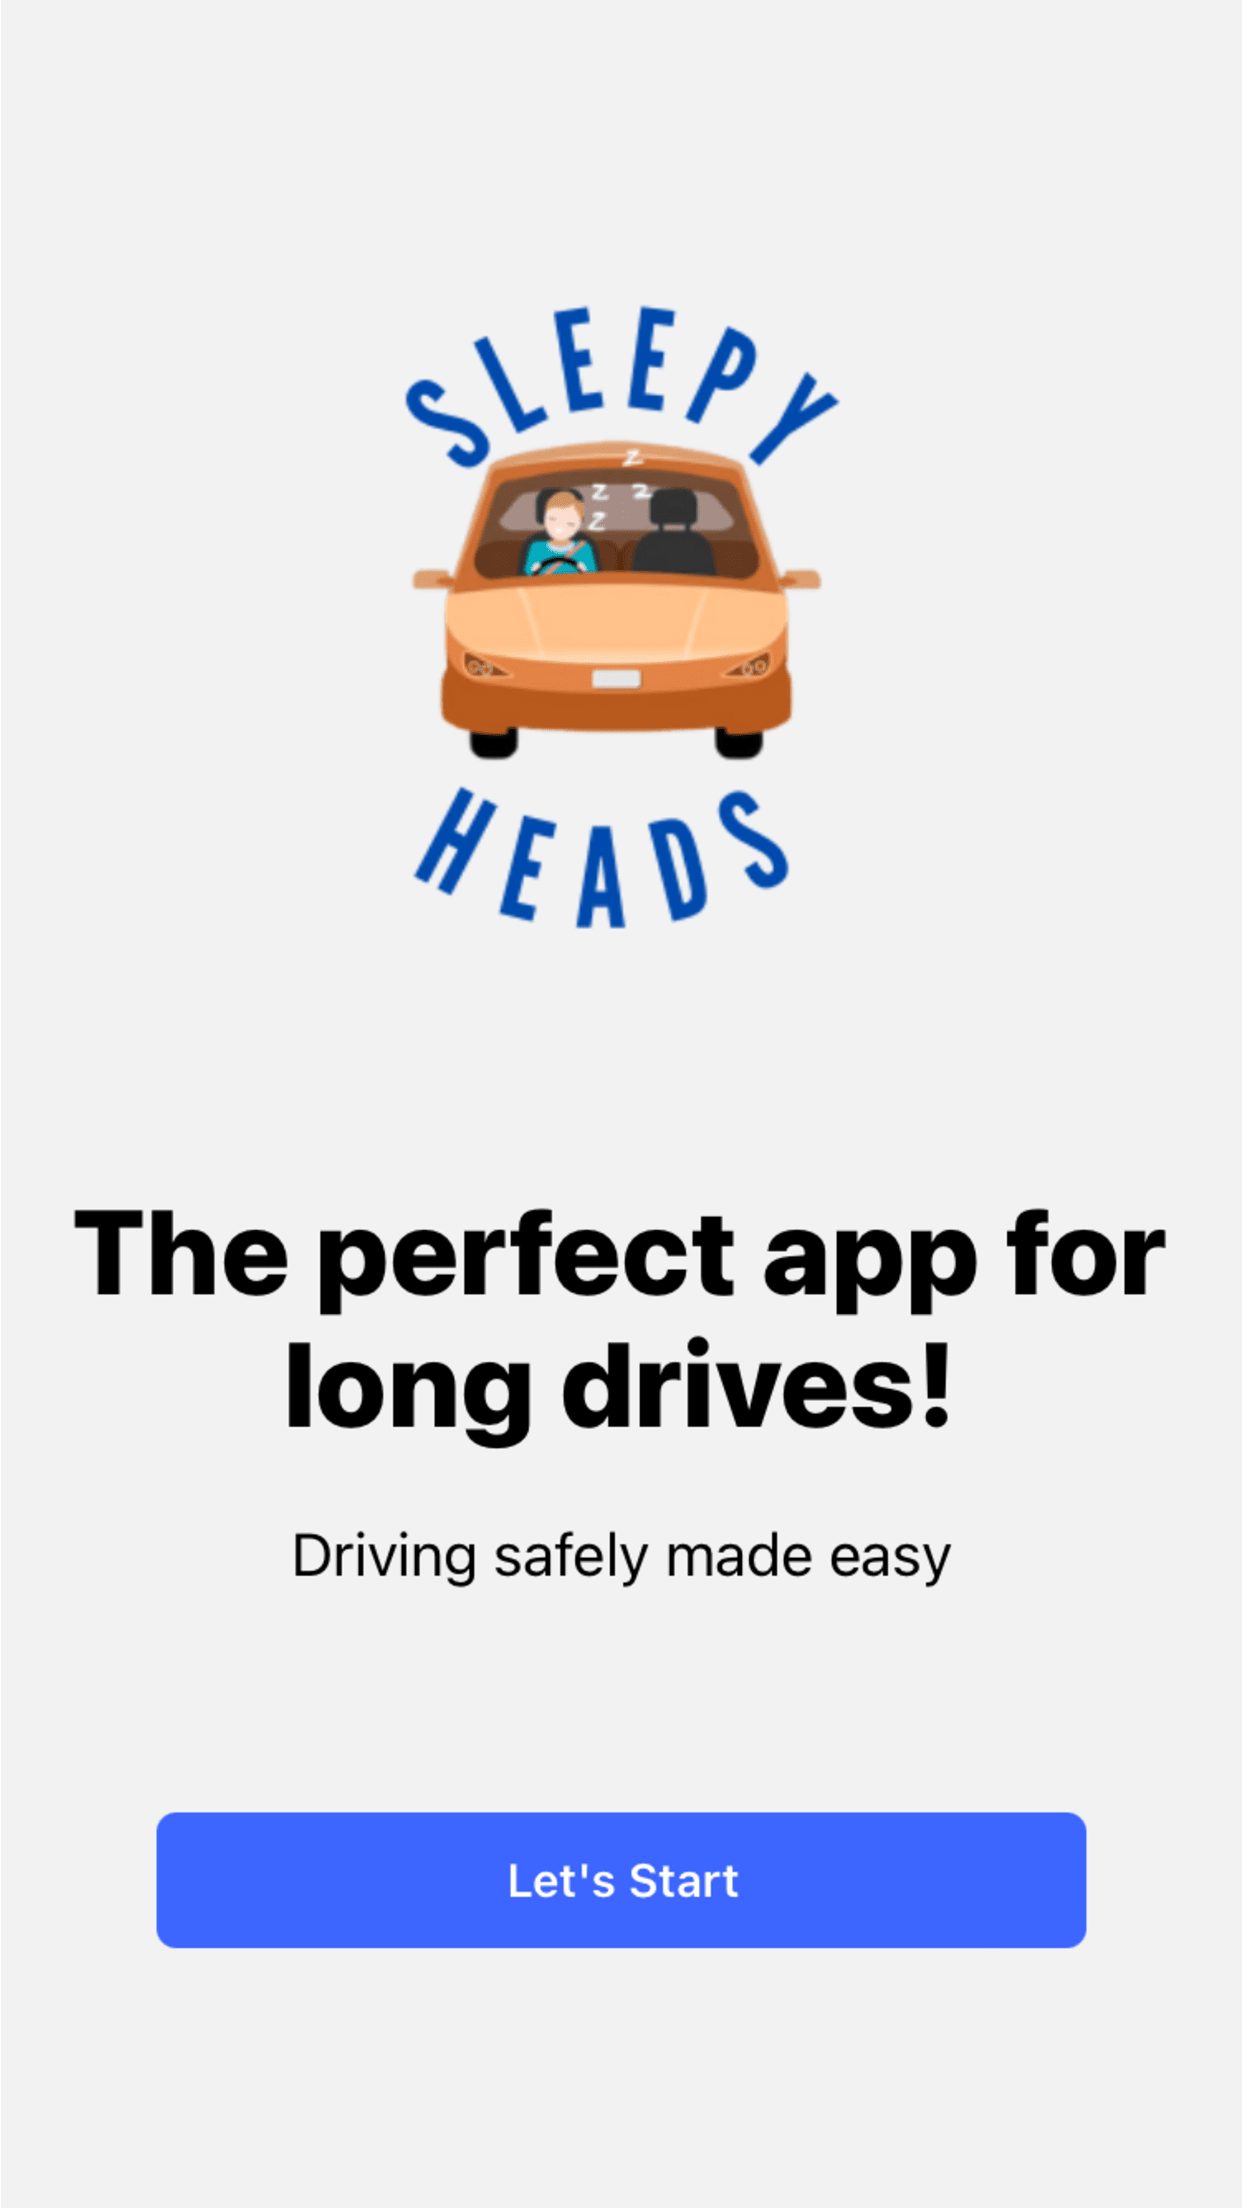 SLEEPY
z
z z
z
HEADS
The perfect app for
long drives!
Driving safely made easy
Let's Start